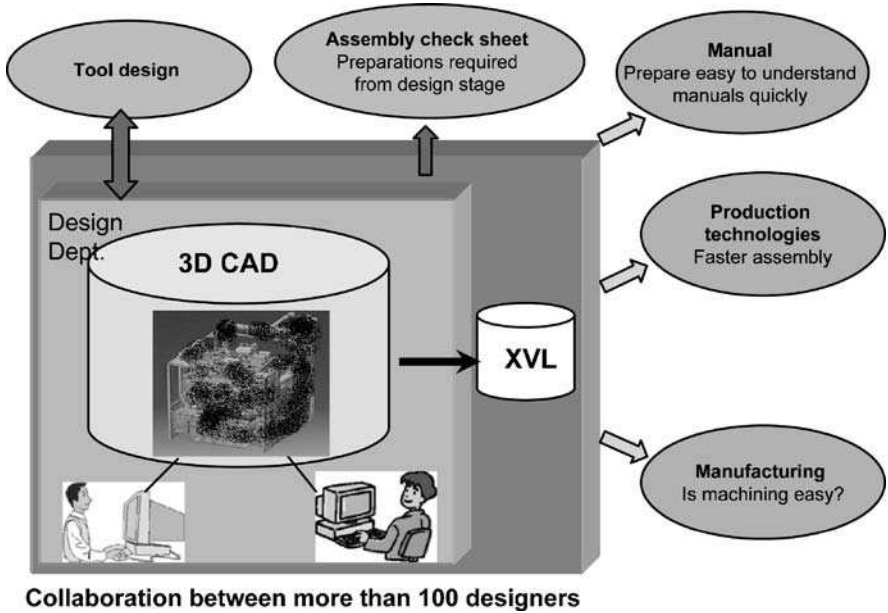 Tool design
Assembly check sheet
Preparations required
from design stage
Manual
Prepare easy to understand
manuals quickly
Design
Dept.
3D CAD
XVL
Production
technologies
Faster assembly
Manufacturing
Is machining easy?
Collaboration between more than 100 designers